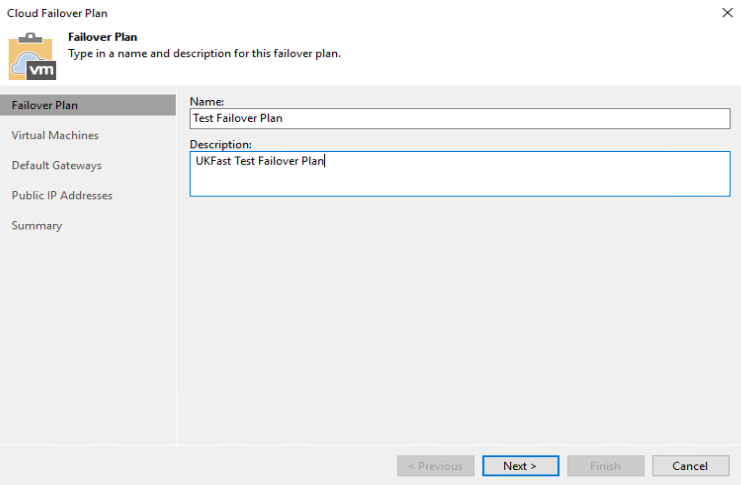 Cloud Failover Plan
Failover Plan
Type in a name and description for this failover plan.
vm
Failover Plan
Virtual Machines
Default Gateways
Public IP Addresses
Summary
Name:
Test Failover Plan
Description:
UKFast Test Failover Plan
< Previous
Next >
Finish
Cancel